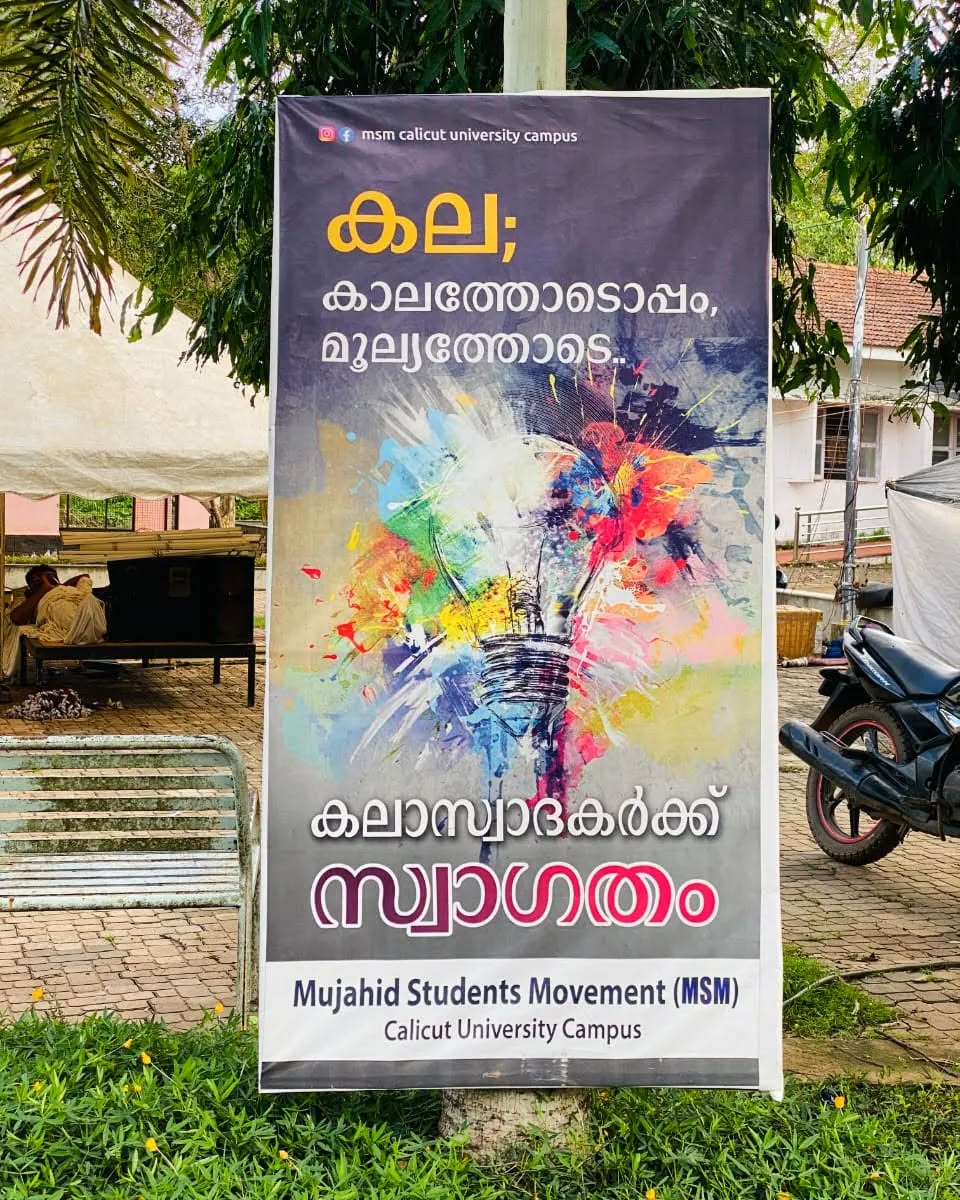 msm calicut university campus
കല;
കാലത്തോടൊപ്പം,
മൂല്യത്തോടെ..
കലാസ്വാദകർക്ക്
സ്വാഗതം
Mujahid Students Movement (MSM)
Calicut University Campus